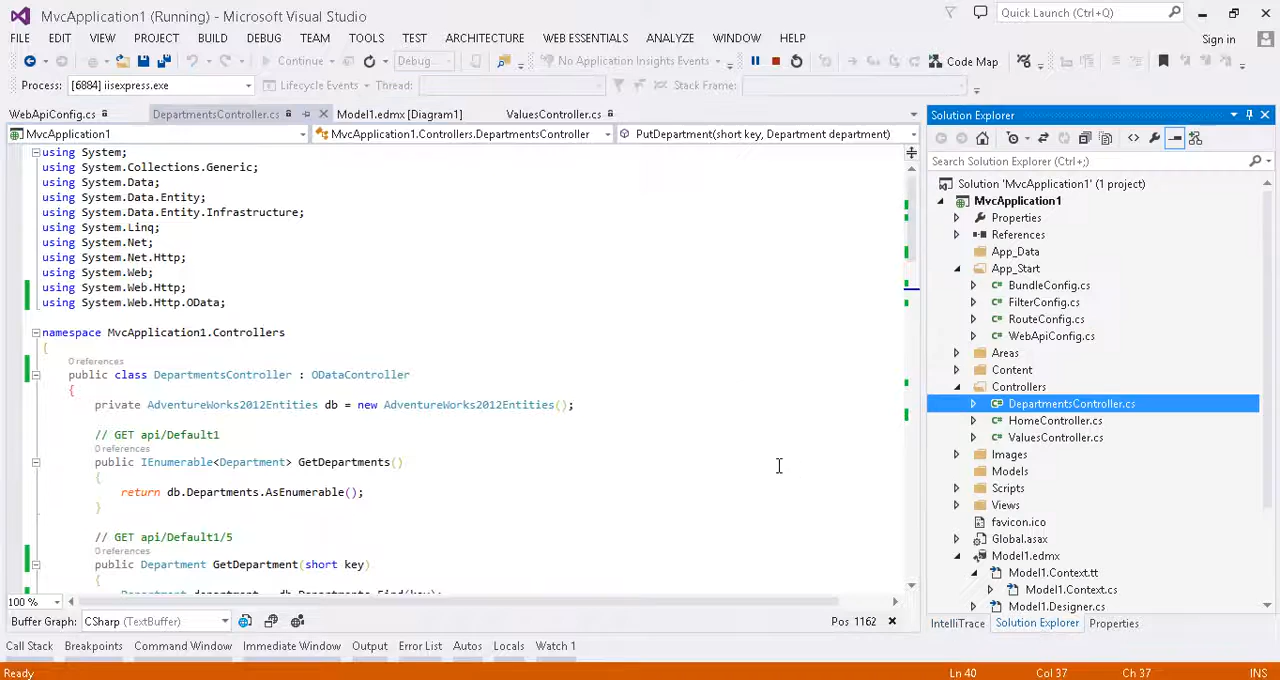 MvcApplication1 (Running) - Microsoft Visual Studio
Quick Launch (Ctrl+Q)
FILE EDIT VIEW PROJECT BUILD DEBUG TEAM TOOLS TEST ARCHITECTURE WEB ESSENTIALS ANALYZE WINDOW HELP
Sign in
Continue Debug No Application Insights Events Code Map
Process: [6884] iisexpress.exe Lifecycle Events Thread: Stack Frame:
WebApiConfig.cs DepartmentsController.cs Model1.edmx [Diagram1] ValuesController.cs
MvcApplication1 MvcApplication1.Controllers.DepartmentsController PutDepartment(short key, Department department)
using System;
using System.Collections.Generic;
using System.Data;
using System.Data.Entity;
using System.Data.Entity.Infrastructure;
using System.Linq;
using System.Net;
using System.Net.Http;
using System.Web;
using System.Web.Http;
using System.Web.Http.OData;
namespace MvcApplication1.Controllers
{
0 references
public class DepartmentsController : ODataController
{
private AdventureWorks2012Entities db = new AdventureWorks2012Entities();
// GET api/Default1
0 references
public IEnumerable<Department> GetDepartments()
{
return db.Departments.AsEnumerable();
}
// GET api/Default1/5
0 references
public Department GetDepartment(short key)
{
Department department = db.Departments.Find(key);
100 %
Buffer Graph: CSharp (TextBuffer) Pos 1162
Solution Explorer
Search Solution Explorer (Ctrl+;)
Solution 'MvcApplication1' (1 project)
MvcApplication1
Properties
References
App_Data
App_Start
BundleConfig.cs
FilterConfig.cs
RouteConfig.cs
WebApiConfig.cs
Areas
Content
Controllers
DepartmentsController.cs
HomeController.cs
ValuesController.cs
Images
Models
Scripts
Views
favicon.ico
Global.asax
Model1.edmx
Model1.Context.tt
Model1.Context.cs
Model1.Designer.cs
IntelliTrace Solution Explorer Properties
Call Stack Breakpoints Command Window Immediate Window Output Error List Autos Locals Watch 1
Ready Ln 40 Col 37 Ch 37 INS